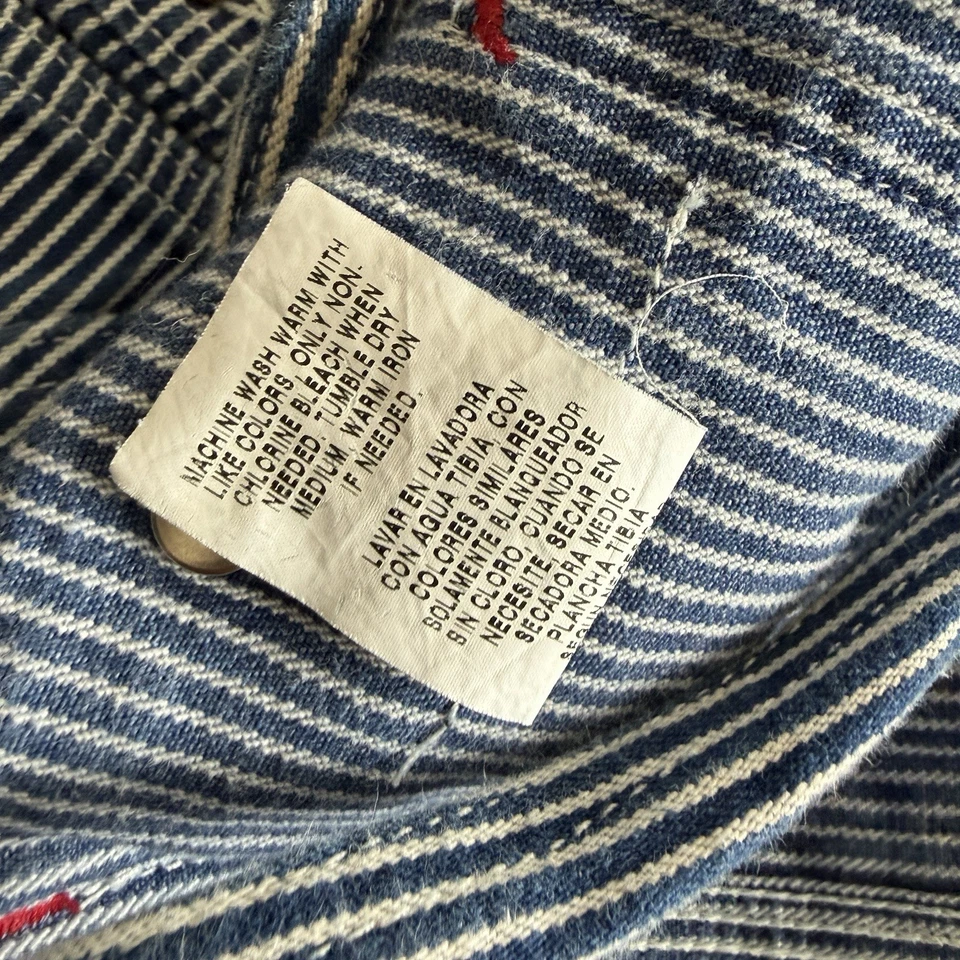 MACHINE WASH WARM WITH
LIKE COLORS. ONLY NON-
CHLORINE BLEACH WHEN
NEEDED. TUMBLE DRY
MEDIUM. WARM IRON
IF NEEDED.
LAVAR EN LAVADORA
CON AGUA TIBIA, CON
COLORES SIMILARES
SOLAMENTE BLANQUEADOR
SIN CLORO, CUANDO SE
NECESITE, SECAR EN
SECADORA MEDIO.
PLANCHA TIBIA